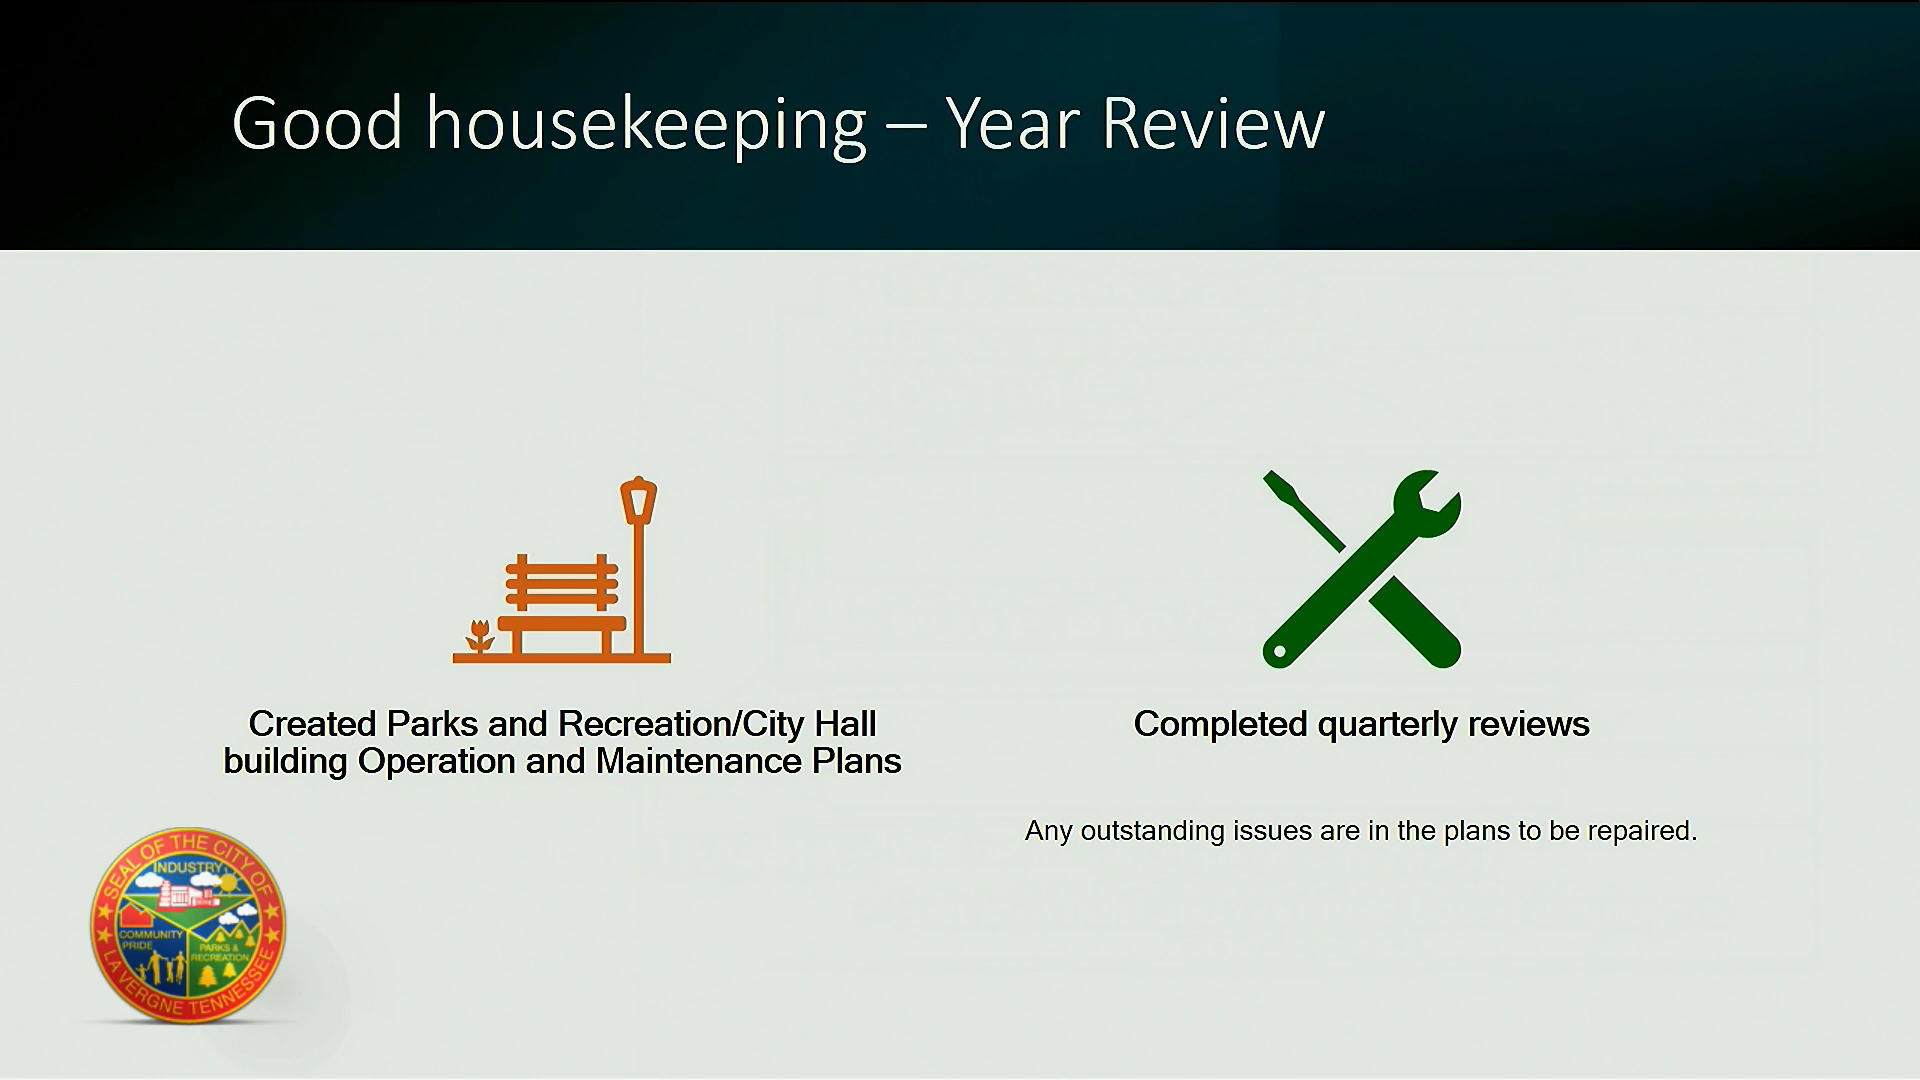 Good housekeeping – Year Review
Created Parks and Recreation/City Hall
building Operation and Maintenance Plans
Completed quarterly reviews
Any outstanding issues are in the plans to be repaired.
SEAL OF THE CITY OF
LA VERGNE TENNESSEE
INDUSTRY
COMMUNITY
PRIDE
PARKS &
RECREATION